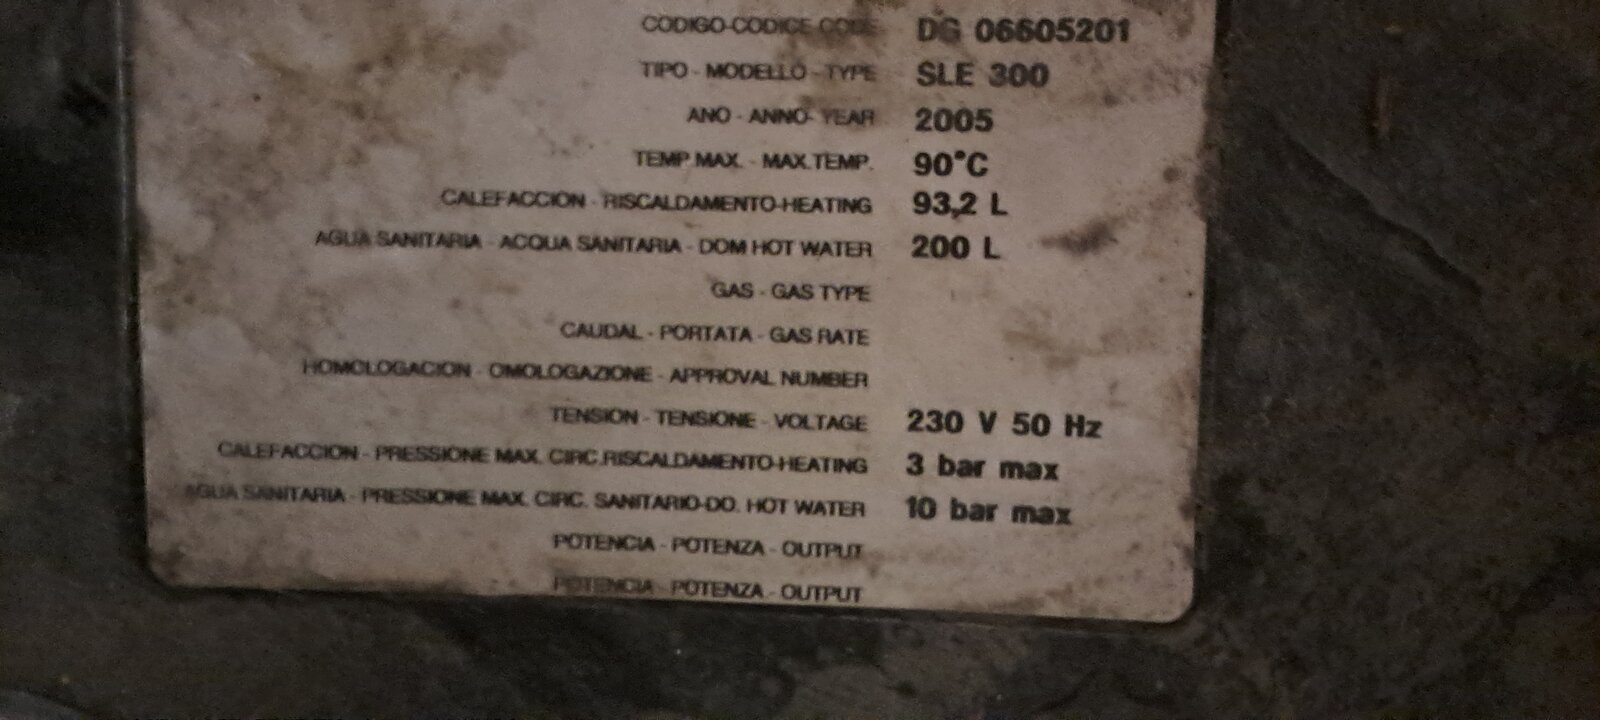 CODIGO-CODICE CODE DG 06605201
TIPO - MODELLO - TYPE SLE 300
ANO - ANNO- YEAR 2005
TEMP MAX. - MAX.TEMP. 90°C
CALEFACCION - RISCALDAMENTO-HEATING 93,2 L
AGUA SANITARIA - ACQUA SANITARIA - DOM HOT WATER 200 L
GAS - GAS TYPE
CAUDAL - PORTATA - GAS RATE
HOMOLOGACION - OMOLOGAZIONE - APPROVAL NUMBER
TENSION - TENSIONE - VOLTAGE 230 V 50 Hz
CALEFACCION - PRESSIONE MAX. CIRC.RISCALDAMENTO-HEATING 3 bar max
AGUA SANITARIA - PRESSIONE MAX. CIRC. SANITARIO-DO. HOT WATER 10 bar max
POTENCIA - POTENZA - OUTPUT
POTENCIA - POTENZA - OUTPUT